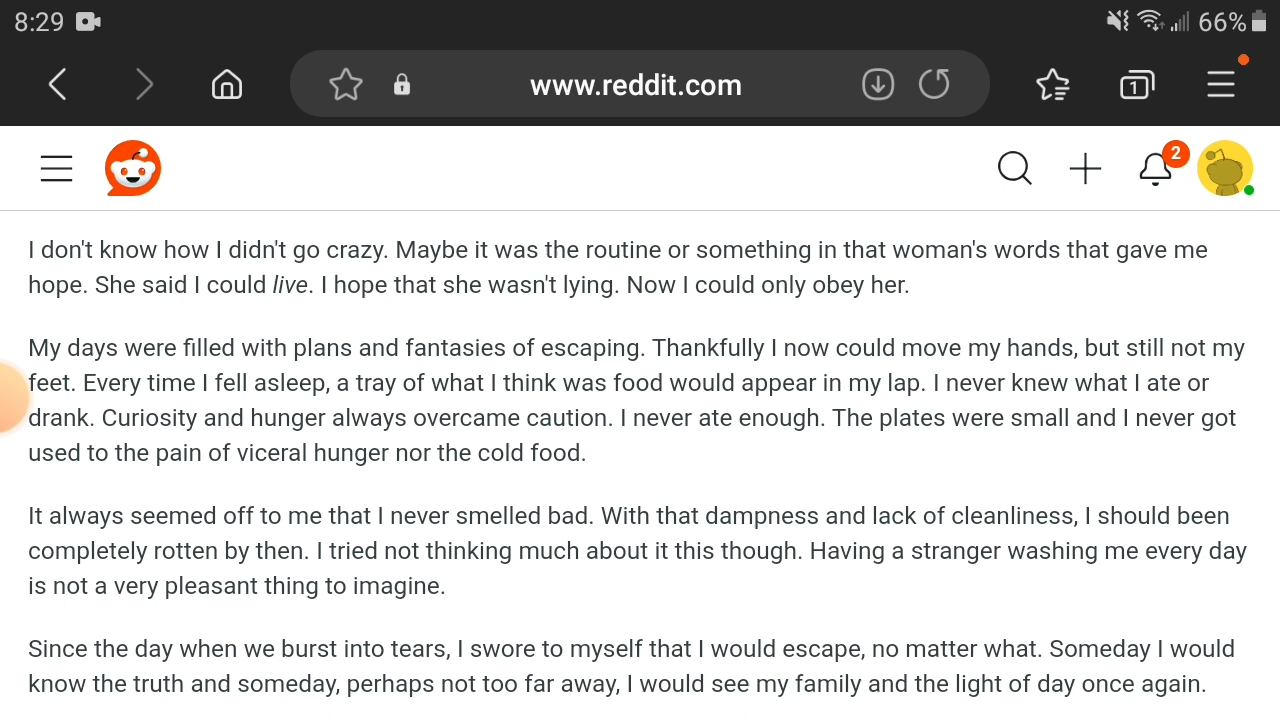 8:29
66%
www.reddit.com
1
2
I don't know how I didn't go crazy. Maybe it was the routine or something in that woman's words that gave me
hope. She said I could live. I hope that she wasn't lying. Now I could only obey her.
My days were filled with plans and fantasies of escaping. Thankfully I now could move my hands, but still not my
feet. Every time I fell asleep, a tray of what I think was food would appear in my lap. I never knew what I ate or
drank. Curiosity and hunger always overcame caution. I never ate enough. The plates were small and I never got
used to the pain of viceral hunger nor the cold food.
It always seemed off to me that I never smelled bad. With that dampness and lack of cleanliness, I should been
completely rotten by then. I tried not thinking much about it this though. Having a stranger washing me every day
is not a very pleasant thing to imagine.
Since the day when we burst into tears, I swore to myself that I would escape, no matter what. Someday I would
know the truth and someday, perhaps not too far away, I would see my family and the light of day once again.